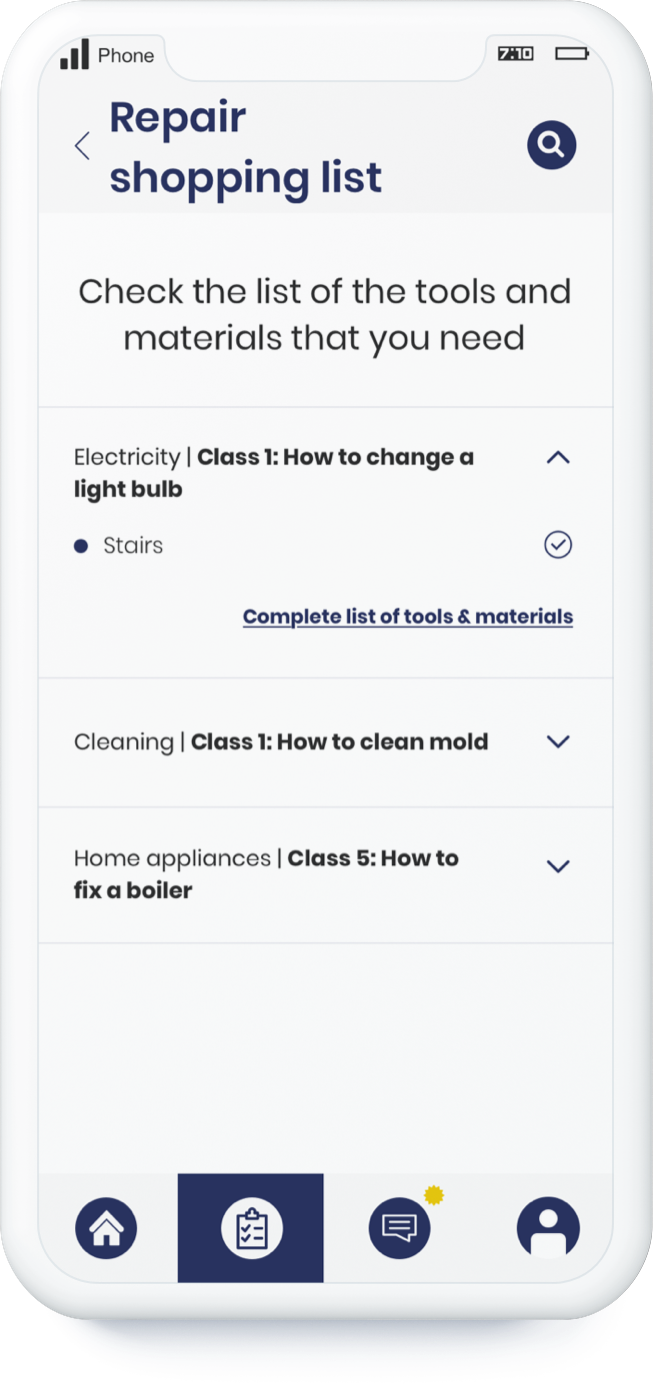 Phone
7:10
Repair
shopping list
Check the list of the tools and
materials that you need
Electricity | Class 1: How to change a
light bulb
Stairs
Complete list of tools & materials
Cleaning | Class 1: How to clean mold
Home appliances | Class 5: How to
fix a boiler